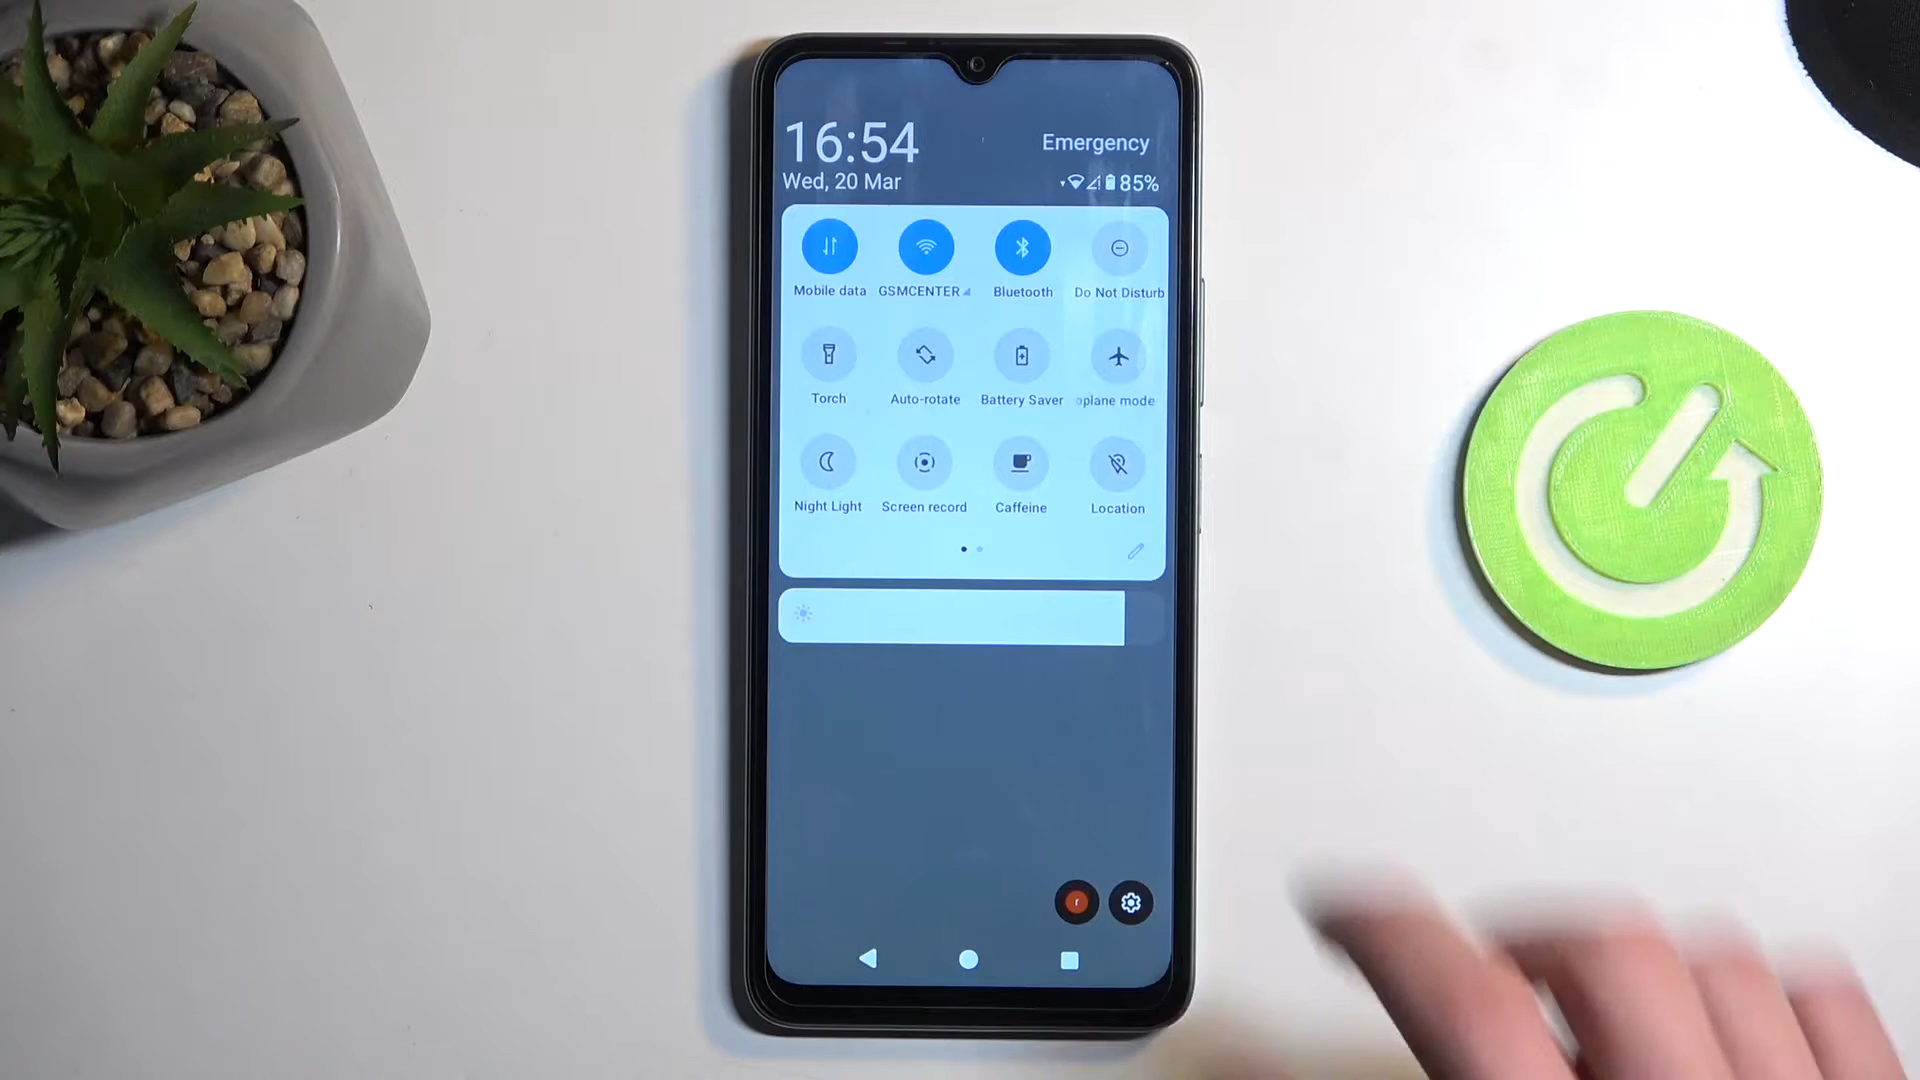 16:54
Emergency
Wed, 20 Mar
85%
Mobile data
GSMCENTER
Bluetooth
Do Not Disturb
Torch
Auto-rotate
Battery Saver
oplane mode
Night Light
Screen record
Caffeine
Location
r